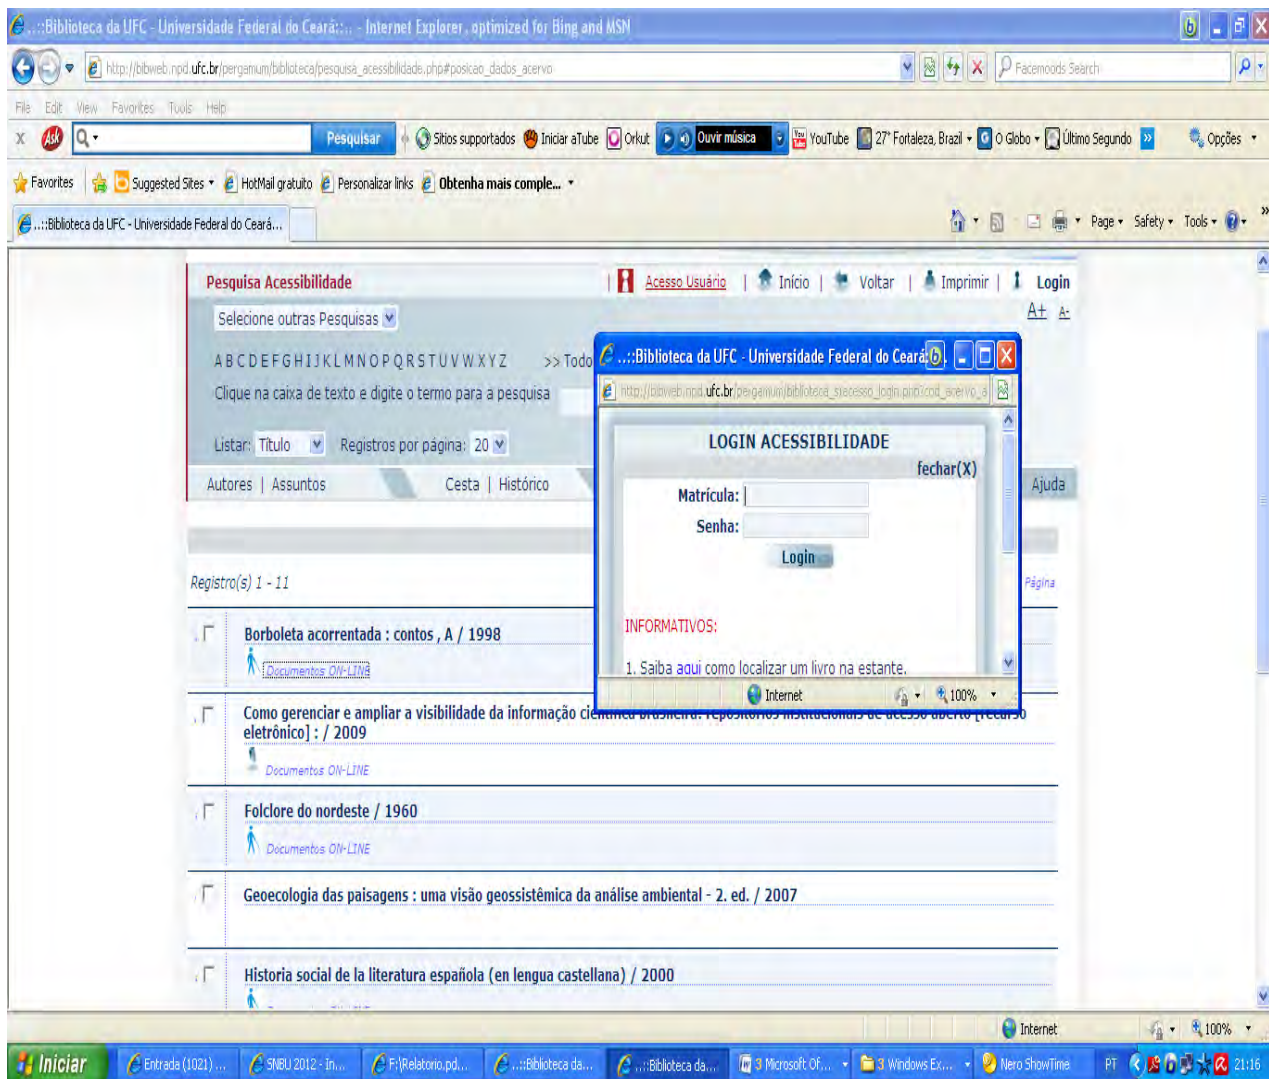 ...::Biblioteca da UFC - Universidade Federal do Ceará::... - Internet Explorer, optimized for Bing and MSN
http://bibweb.npd.ufc.br/pergamum/biblioteca/pesquisa_acessibilidade.php#posicao_dados_acervo
Facemoods Search
File Edit View Favorites Tools Help
x Ask Pesquisar Sitios supportados Iniciar aTube Orkut Ouvir música YouTube 27° Fortaleza, Brazil O Globo Último Segundo Opções
Favorites Suggested Sites HotMail gratuito Personalizar links Obtenha mais comple...
...::Biblioteca da UFC - Universidade Federal do Ceará... Page Safety Tools
Pesquisa Acessibilidade | Acesso Usuário | Início | Voltar | Imprimir | Login
Selecione outras Pesquisas A+ A-
A B C D E F G H I J K L M N O P Q R S T U V W X Y Z >> Todo
Clique na caixa de texto e digite o termo para a pesquisa
Listar: Título Registros por página: 20
Autores | Assuntos Cesta | Histórico Ajuda
...::Biblioteca da UFC - Universidade Federal do Ceará:
LOGIN ACESSIBILIDADE
fechar(X)
Matrícula:
Senha:
Login
INFORMATIVOS:
1. Saiba aqui como localizar um livro na estante.
Internet 100%
Registro(s) 1 - 11 Página
Borboleta acorrentada : contos , A / 1998
Documentos ON-LINE
Como gerenciar e ampliar a visibilidade da informação científica brasileira: repositórios institucionais de acesso aberto [recurso
eletrônico] : / 2009
Documentos ON-LINE
Folclore do nordeste / 1960
Documentos ON-LINE
Geoecologia das paisagens : uma visão geossistêmica da análise ambiental - 2. ed. / 2007
Historia social de la literatura española (en lengua castellana) / 2000
Internet 100%
Iniciar Entrada (1021) ... SNBU 2012 - In... F:\Relatorio.pd... ...::Biblioteca da... ...::Biblioteca da... 3 Microsoft Of... 3 Windows Ex... Nero ShowTime PT 21:16